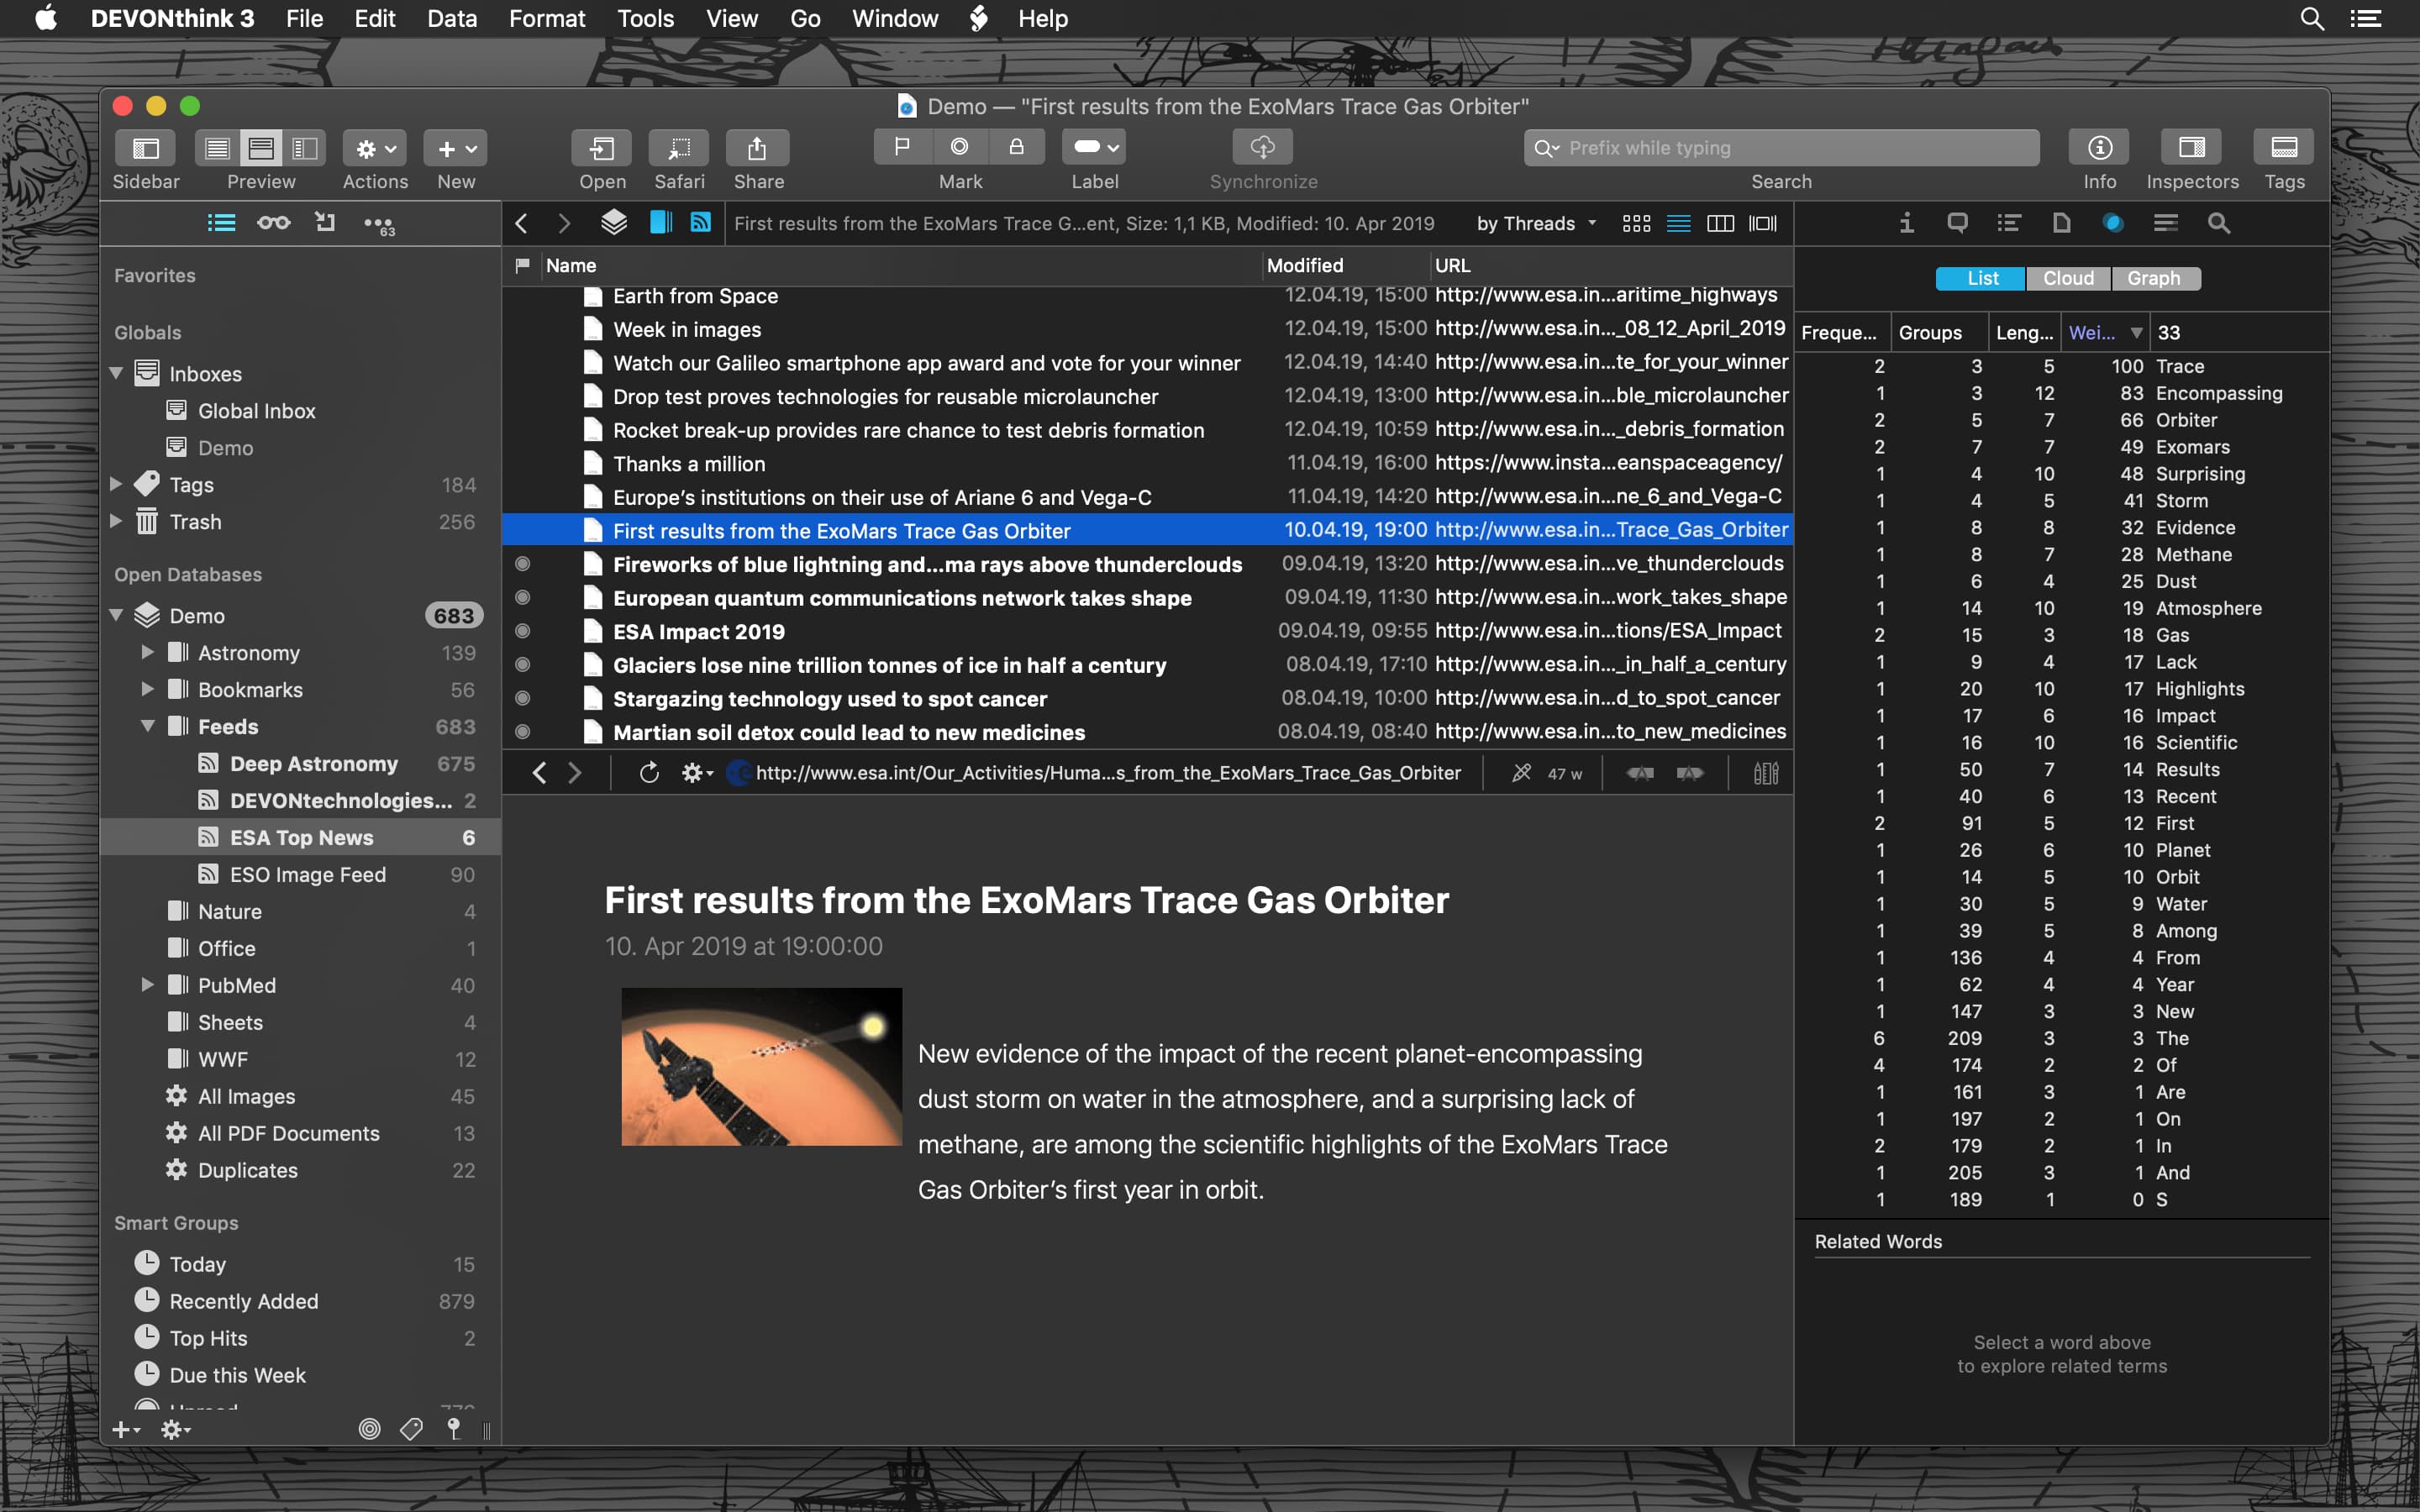 DEVONthink 3 File Edit Data Format Tools View Go Window Help
Demo — "First results from the ExoMars Trace Gas Orbiter"
Prefix while typing
Sidebar Preview Actions New Open Safari Share Mark Label Synchronize Search Info Inspectors Tags
63
First results from the ExoMars Trace G...ent, Size: 1,1 KB, Modified: 10. Apr 2019 by Threads
Favorites
Globals
Inboxes
Global Inbox
Demo
Tags 184
Trash 256
Open Databases
Demo 683
Astronomy 139
Bookmarks 56
Feeds 683
Deep Astronomy 675
DEVONtechnologies... 2
ESA Top News 6
ESO Image Feed 90
Nature 4
Office 1
PubMed 40
Sheets 4
WWF 12
All Images 45
All PDF Documents 13
Duplicates 22
Smart Groups
Today 15
Recently Added 879
Top Hits 2
Due this Week
Name Modified URL
Earth from Space 12.04.19, 15:00 http://www.esa.in...aritime_highways
Week in images 12.04.19, 15:00 http://www.esa.in..._08_12_April_2019
Watch our Galileo smartphone app award and vote for your winner 12.04.19, 14:40 http://www.esa.in...te_for_your_winner
Drop test proves technologies for reusable microlauncher 12.04.19, 13:00 http://www.esa.in...ble_microlauncher
Rocket break-up provides rare chance to test debris formation 12.04.19, 10:59 http://www.esa.in..._debris_formation
Thanks a million 11.04.19, 16:00 https://www.insta...eanspaceagency/
Europe’s institutions on their use of Ariane 6 and Vega-C 11.04.19, 14:20 http://www.esa.in...ne_6_and_Vega-C
First results from the ExoMars Trace Gas Orbiter 10.04.19, 19:00 http://www.esa.in...Trace_Gas_Orbiter
Fireworks of blue lightning and...ma rays above thunderclouds 09.04.19, 13:20 http://www.esa.in...ve_thunderclouds
European quantum communications network takes shape 09.04.19, 11:30 http://www.esa.in...work_takes_shape
ESA Impact 2019 09.04.19, 09:55 http://www.esa.in...tions/ESA_Impact
Glaciers lose nine trillion tonnes of ice in half a century 08.04.19, 17:10 http://www.esa.in..._in_half_a_century
Stargazing technology used to spot cancer 08.04.19, 10:00 http://www.esa.in...d_to_spot_cancer
Martian soil detox could lead to new medicines 08.04.19, 08:40 http://www.esa.in...to_new_medicines
http://www.esa.int/Our_Activities/Huma...s_from_the_ExoMars_Trace_Gas_Orbiter 47 w
First results from the ExoMars Trace Gas Orbiter
10. Apr 2019 at 19:00:00
New evidence of the impact of the recent planet-encompassing
dust storm on water in the atmosphere, and a surprising lack of
methane, are among the scientific highlights of the ExoMars Trace
Gas Orbiter’s first year in orbit.
List Cloud Graph
Freque... Groups Leng... Wei... 33
2 3 5 100 Trace
1 3 12 83 Encompassing
2 5 7 66 Orbiter
2 7 7 49 Exomars
1 4 10 48 Surprising
1 4 5 41 Storm
1 8 8 32 Evidence
1 8 7 28 Methane
1 6 4 25 Dust
1 14 10 19 Atmosphere
2 15 3 18 Gas
1 9 4 17 Lack
1 20 10 17 Highlights
1 17 6 16 Impact
1 16 10 16 Scientific
1 50 7 14 Results
1 40 6 13 Recent
2 91 5 12 First
1 26 6 10 Planet
1 14 5 10 Orbit
1 30 5 9 Water
1 39 5 8 Among
1 136 4 4 From
1 62 4 4 Year
1 147 3 3 New
6 209 3 3 The
4 174 2 2 Of
1 161 3 1 Are
1 197 2 1 On
2 179 2 1 In
1 205 3 1 And
1 189 1 0 S
Related Words
Select a word above
to explore related terms